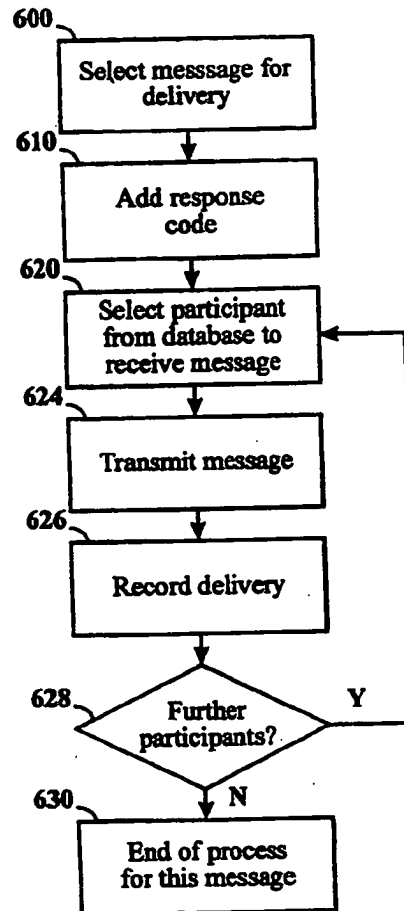 600
Select messsage for
delivery
610
Add response
code
620
Select participant
from database to
receive message
624
Transmit message
626
Record delivery
628
Further
participants?
Y
N
630
End of process
for this message